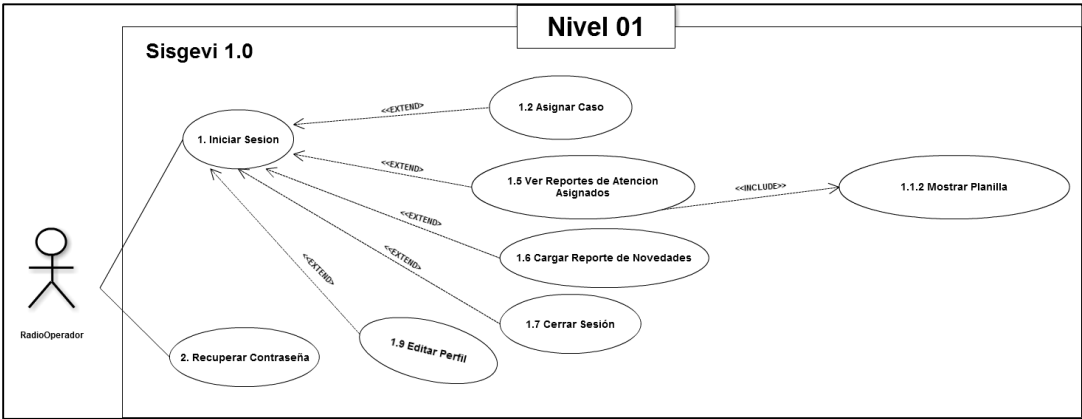 Nivel 01
Sisgevi 1.0
1. Iniciar Sesion
<<EXTEND>
1.2 Asignar Caso
<<EXTEND>
1.5 Ver Reportes de Atencion
Asignados
<<INCLUDE>>
1.1.2 Mostrar Planilla
<<EXTEND>
1.6 Cargar Reporte de Novedades
<<EXTEND>
1.7 Cerrar Sesión
<<EXTEND>
1.9 Editar Perfil
RadioOperador
2. Recuperar Contraseña